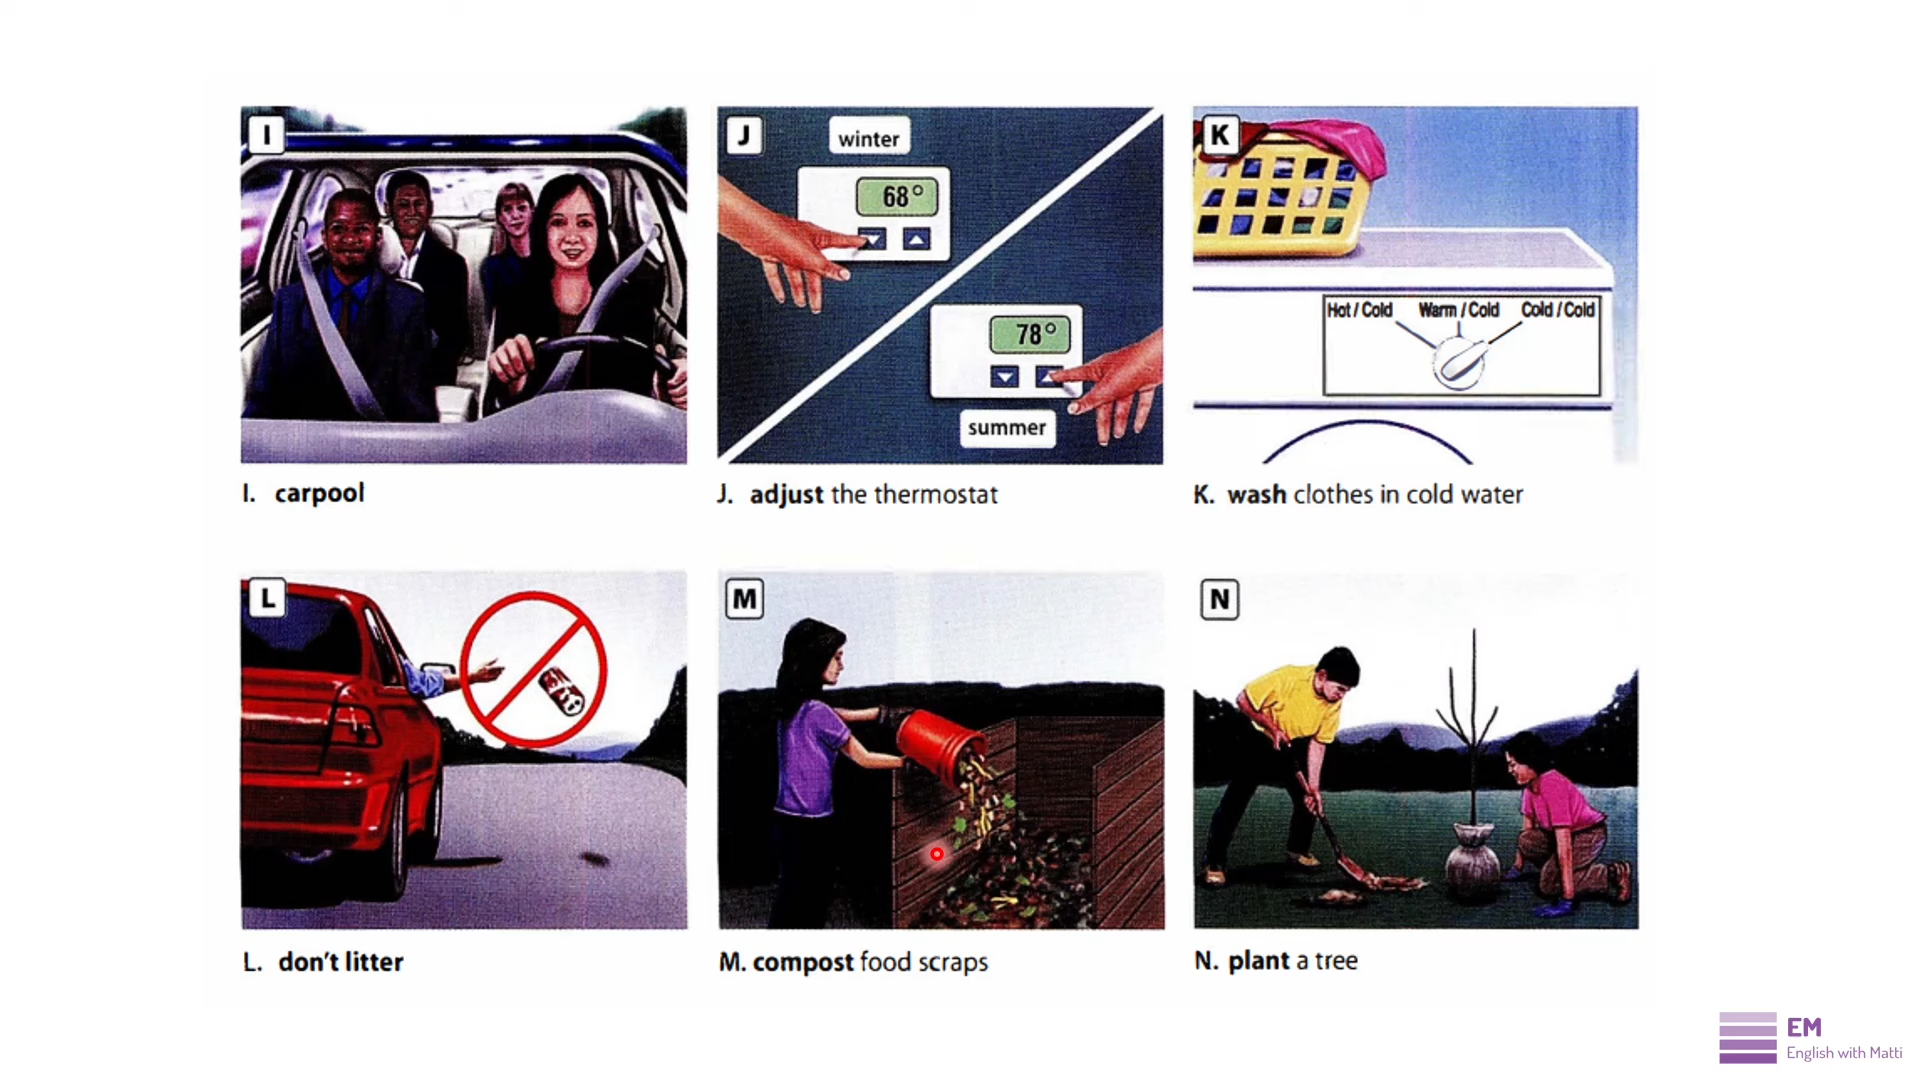 I
J
winter
68°
78°
summer
K
Hot / Cold Warm / Cold Cold / Cold
I. carpool
J. adjust the thermostat
K. wash clothes in cold water
L
M
N
L. don't litter
M. compost food scraps
N. plant a tree
EM
English with Matti